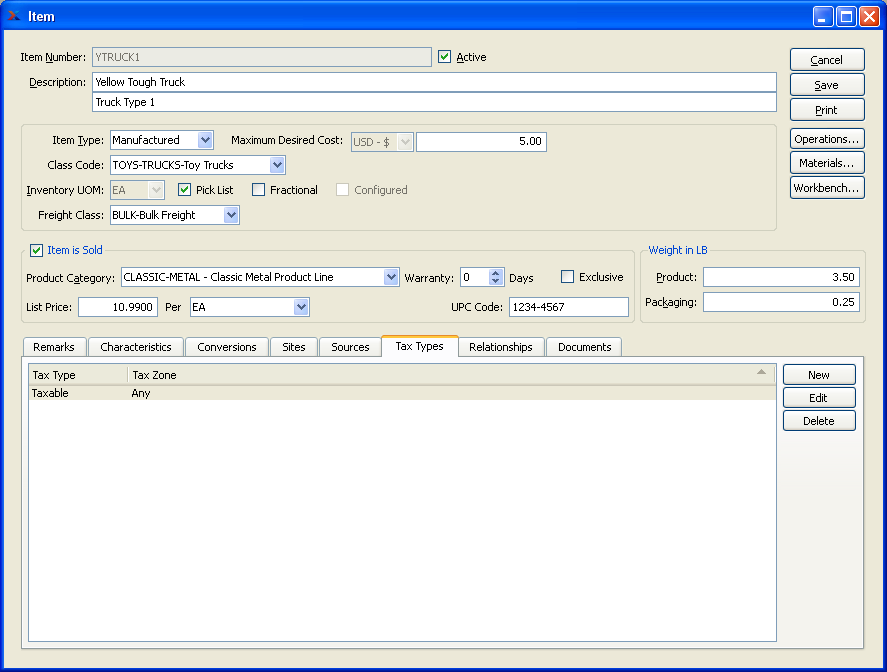 Item
Item Number: YTRUCK1 Active Cancel
Description: Yellow Tough Truck Save
Truck Type 1 Print
Item Type: Manufactured Maximum Desired Cost: USD - $ 5.00 Operations...
Class Code: TOYS-TRUCKS-Toy Trucks Materials...
Inventory UOM: EA Pick List Fractional Configured Workbench...
Freight Class: BULK-Bulk Freight
Item is Sold Weight in LB
Product Category: CLASSIC-METAL - Classic Metal Product Line Warranty: 0 Days Exclusive Product: 3.50
List Price: 10.9900 Per EA UPC Code: 1234-4567 Packaging: 0.25
Remarks Characteristics Conversions Sites Sources Tax Types Relationships Documents
Tax Type Tax Zone New
Taxable Any Edit
Delete